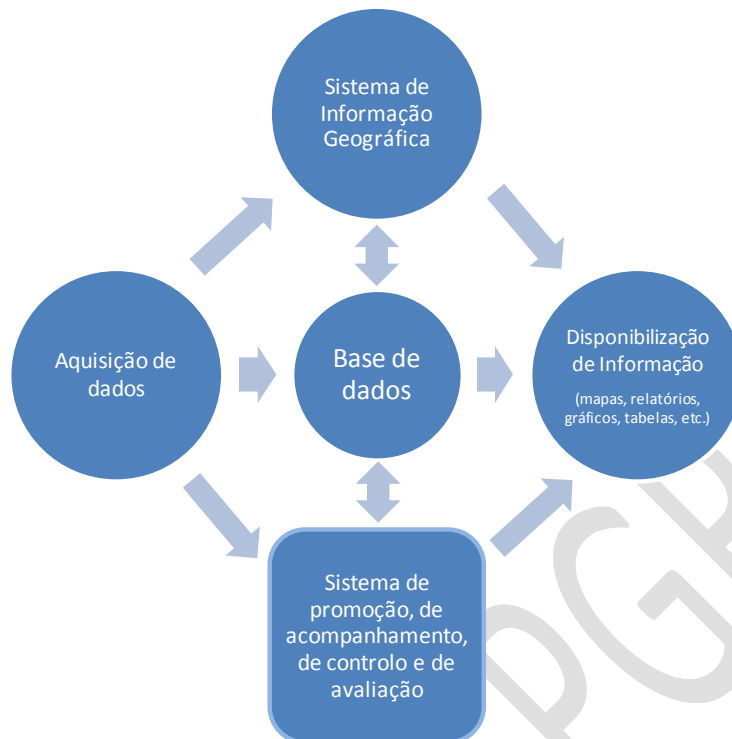 Sistema de
Informação
Geográfica
Aquisição de
dados
Base de
dados
Disponibilização
de Informação
(mapas, relatórios,
gráficos, tabelas, etc.)
Sistema de
promoção, de
acompanhamento,
de controlo e de
avaliação